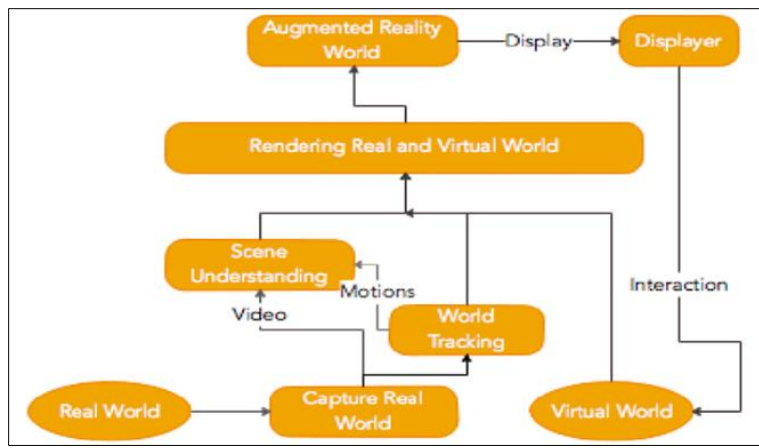 Augmented Reality
World
Display
Displayer
Rendering Real and Virtual World
Scene
Understanding
Motions
Interaction
Video
World
Tracking
Real World
Capture Real
World
Virtual World